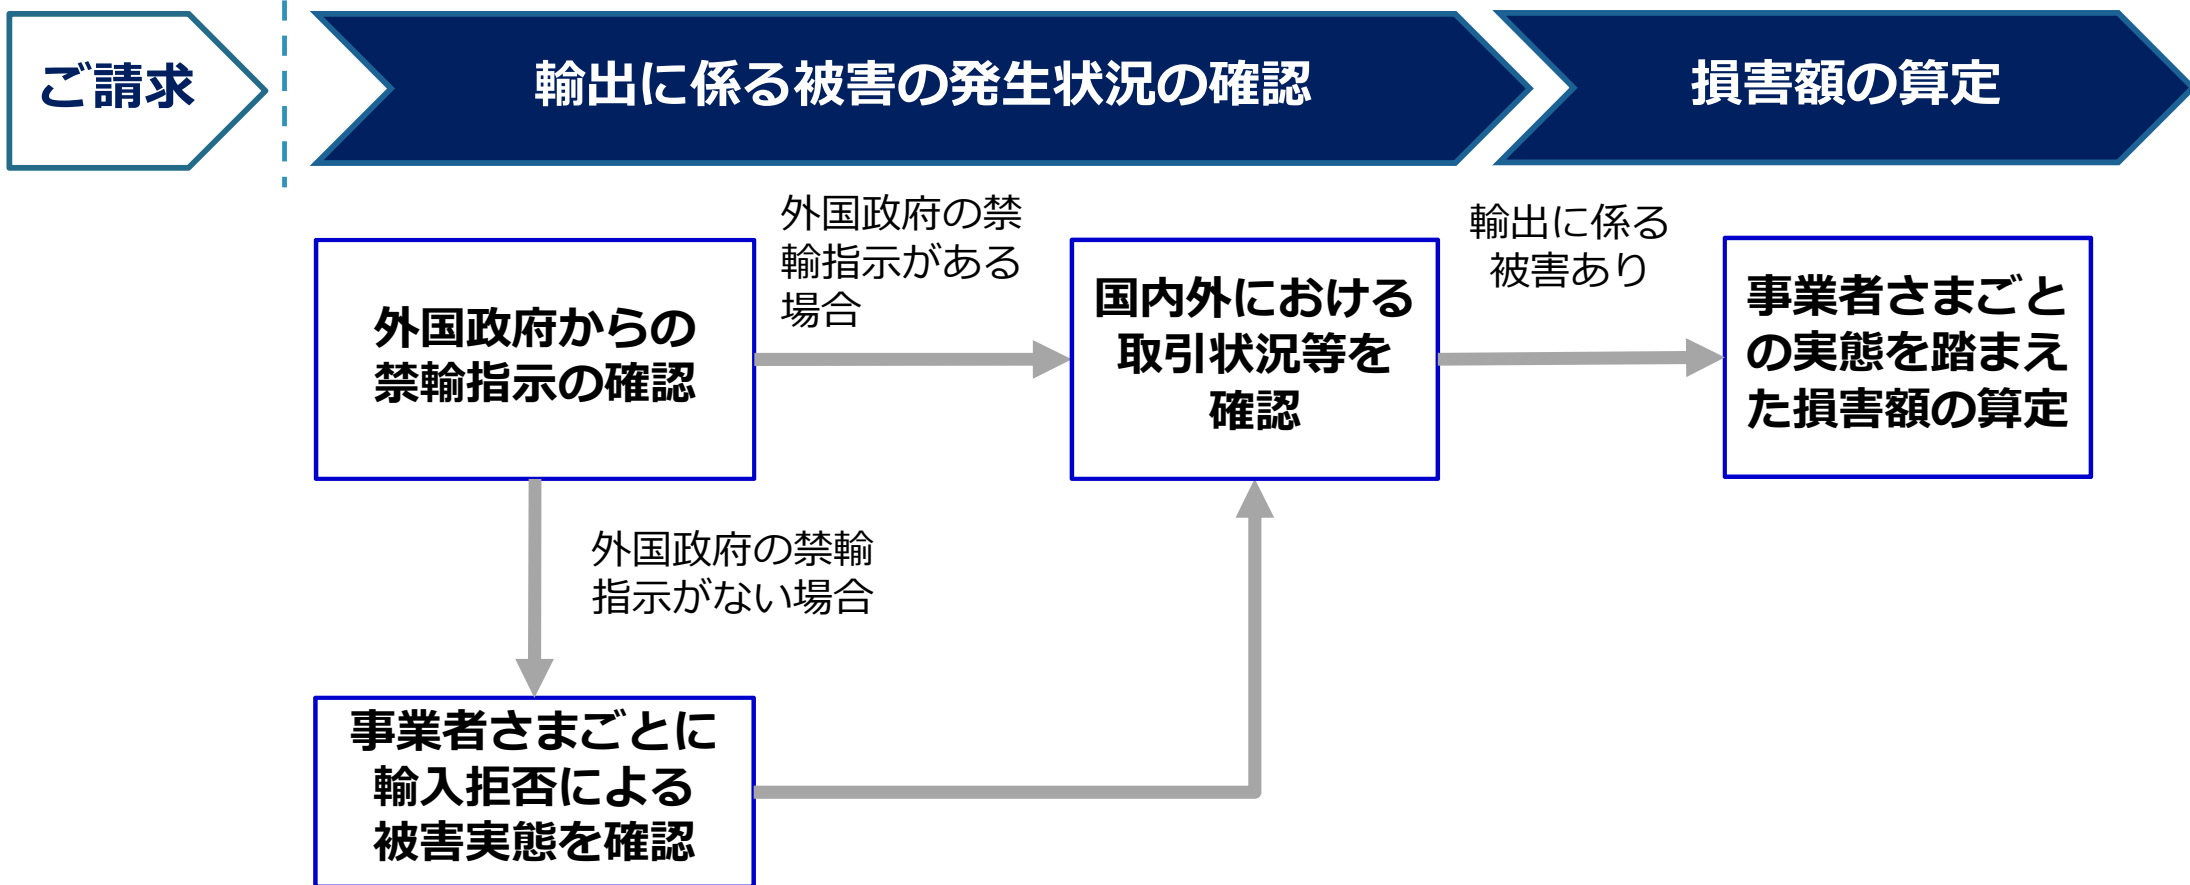 ご請求
輸出に係る被害の発生状況の確認
損害額の算定
外国政府からの
禁輸指示の確認
外国政府の禁
輸指示がある
場合
国内外における
取引状況等を
確認
輸出に係る
被害あり
事業者さまごと
の実態を踏まえ
た損害額の算定
外国政府の禁輸
指示がない場合
事業者さまごとに
輸入拒否による
被害実態を確認